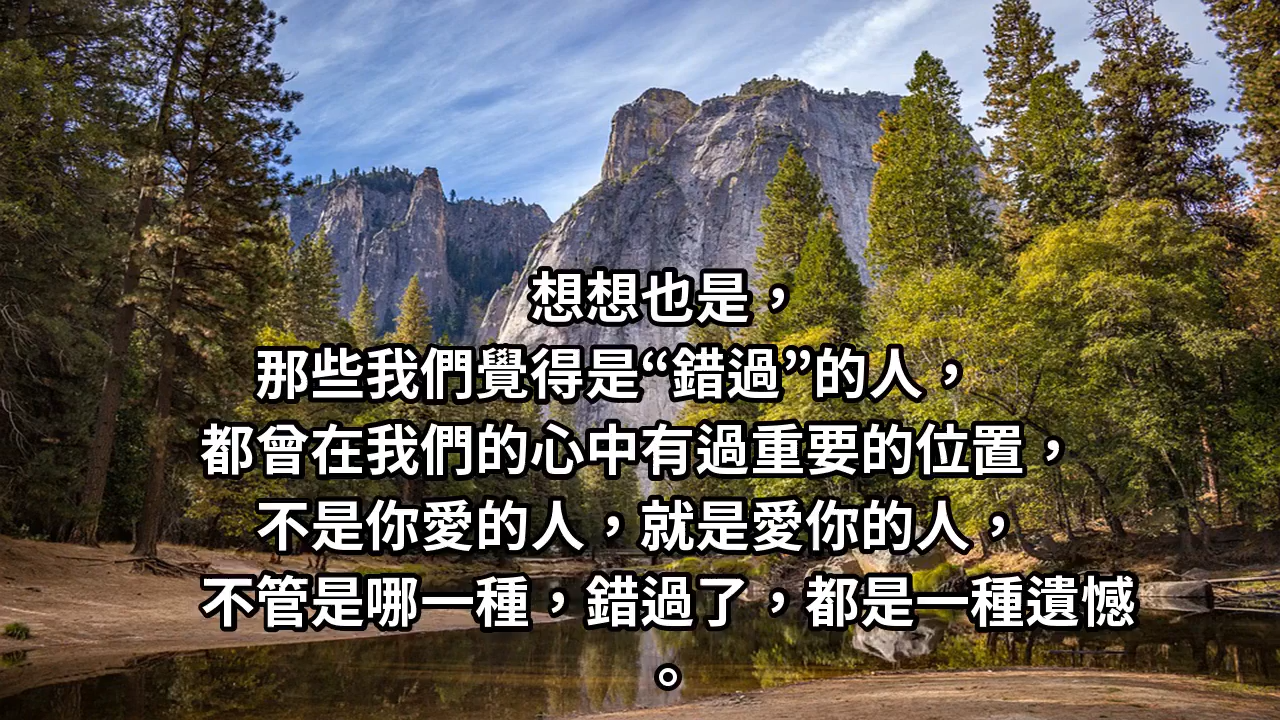 想想也是，
那些我們覺得是“錯過”的人，
都曾在我們的心中有過重要的位置，
不是你愛的人，就是愛你的人，
不管是哪一種，錯過了，都是一種遺憾
。